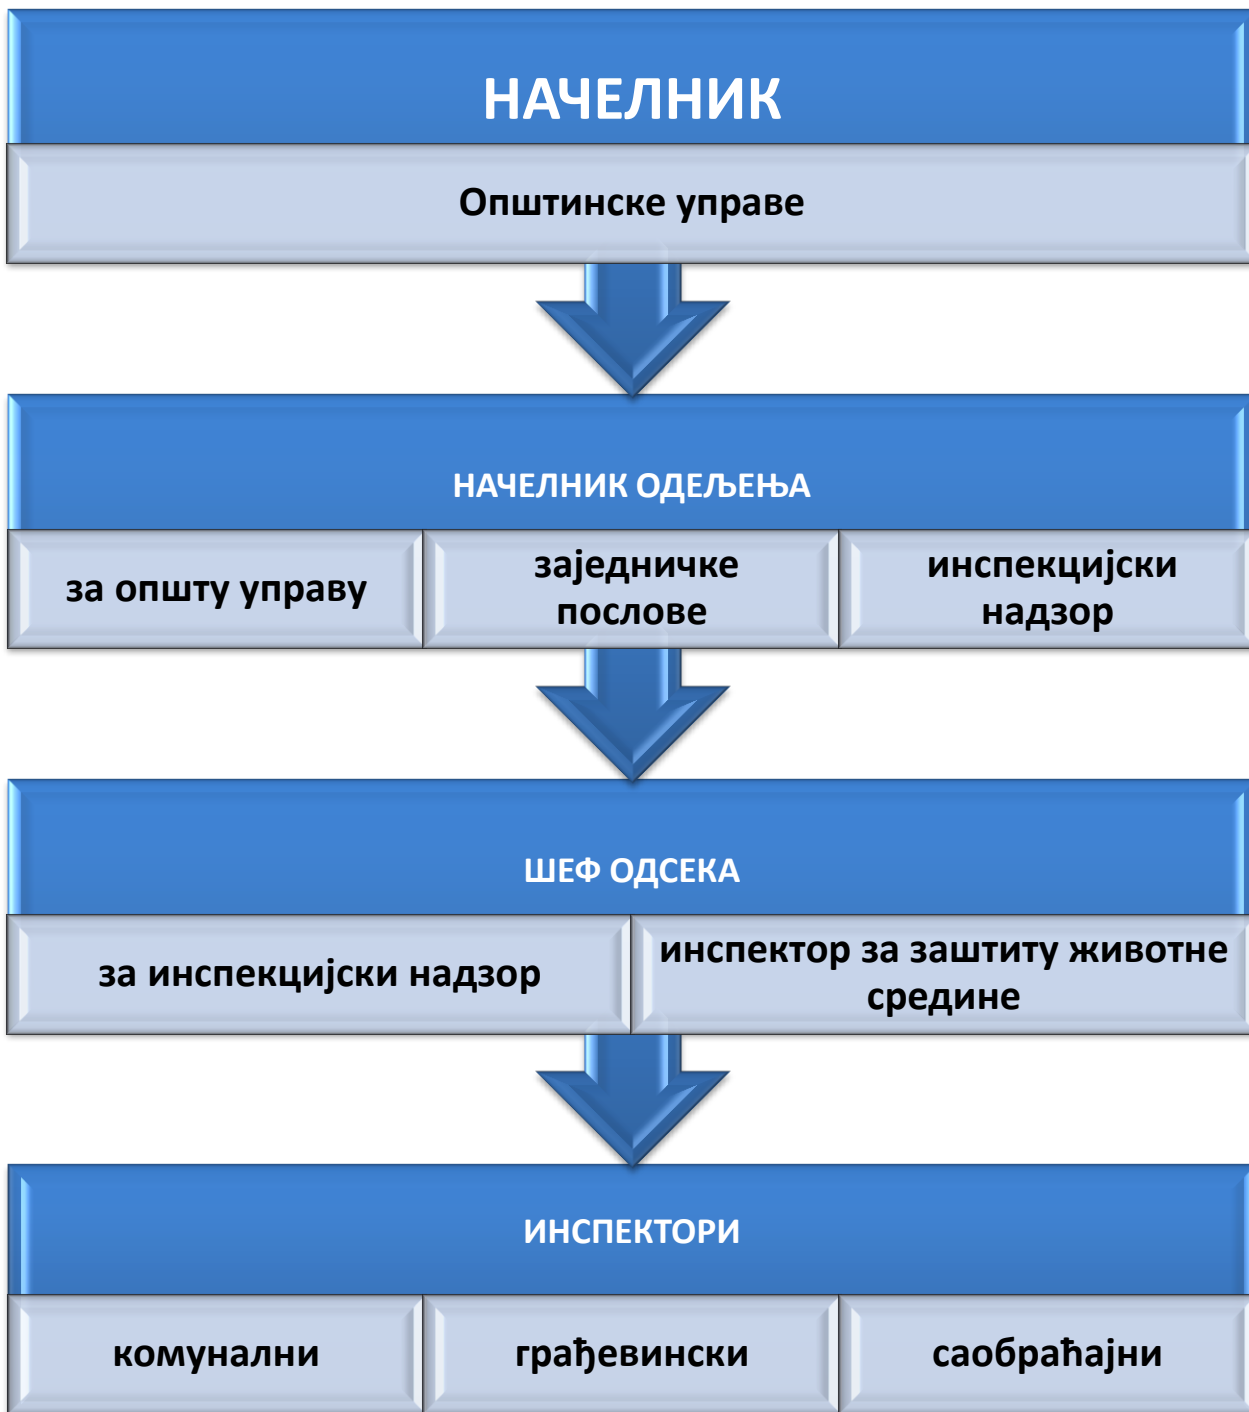 НАЧЕЛНИК
Општинске управе
НАЧЕЛНИК ОДЕЉЕЊА
за општу управу
заједничке
послове
инспекцијски
надзор
ШЕФ ОДСЕКА
за инспекцијски надзор
инспектор за заштиту животне
средине
ИНСПЕКТОРИ
комунални
грађевински
саобраћајни